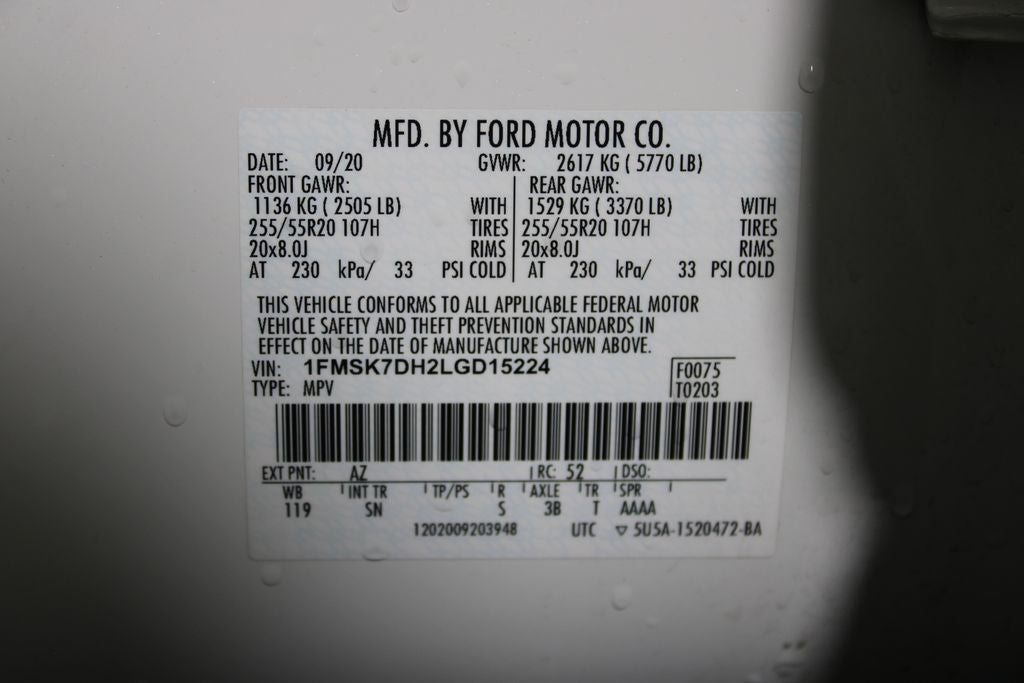 MFD. BY FORD MOTOR CO.
DATE: 09/20 GVWR: 2617 KG ( 5770 LB)
FRONT GAWR: REAR GAWR:
1136 KG ( 2505 LB) WITH 1529 KG ( 3370 LB) WITH
255/55R20 107H TIRES 255/55R20 107H TIRES
20x8.0J RIMS 20x8.0J RIMS
AT 230 kPa/ 33 PSI COLD AT 230 kPa/ 33 PSI COLD
THIS VEHICLE CONFORMS TO ALL APPLICABLE FEDERAL MOTOR
VEHICLE SAFETY AND THEFT PREVENTION STANDARDS IN
EFFECT ON THE DATE OF MANUFACTURE SHOWN ABOVE.
VIN: 1FMSK7DH2LGD15224 F0075
TYPE: MPV T0203
EXT PNT: AZ RC: 52 DSO:
WB INT TR TP/PS R AXLE TR SPR
119 SN S 3B T AAAA
1202009203948 UTC ▽ 5U5A-1520472-BA